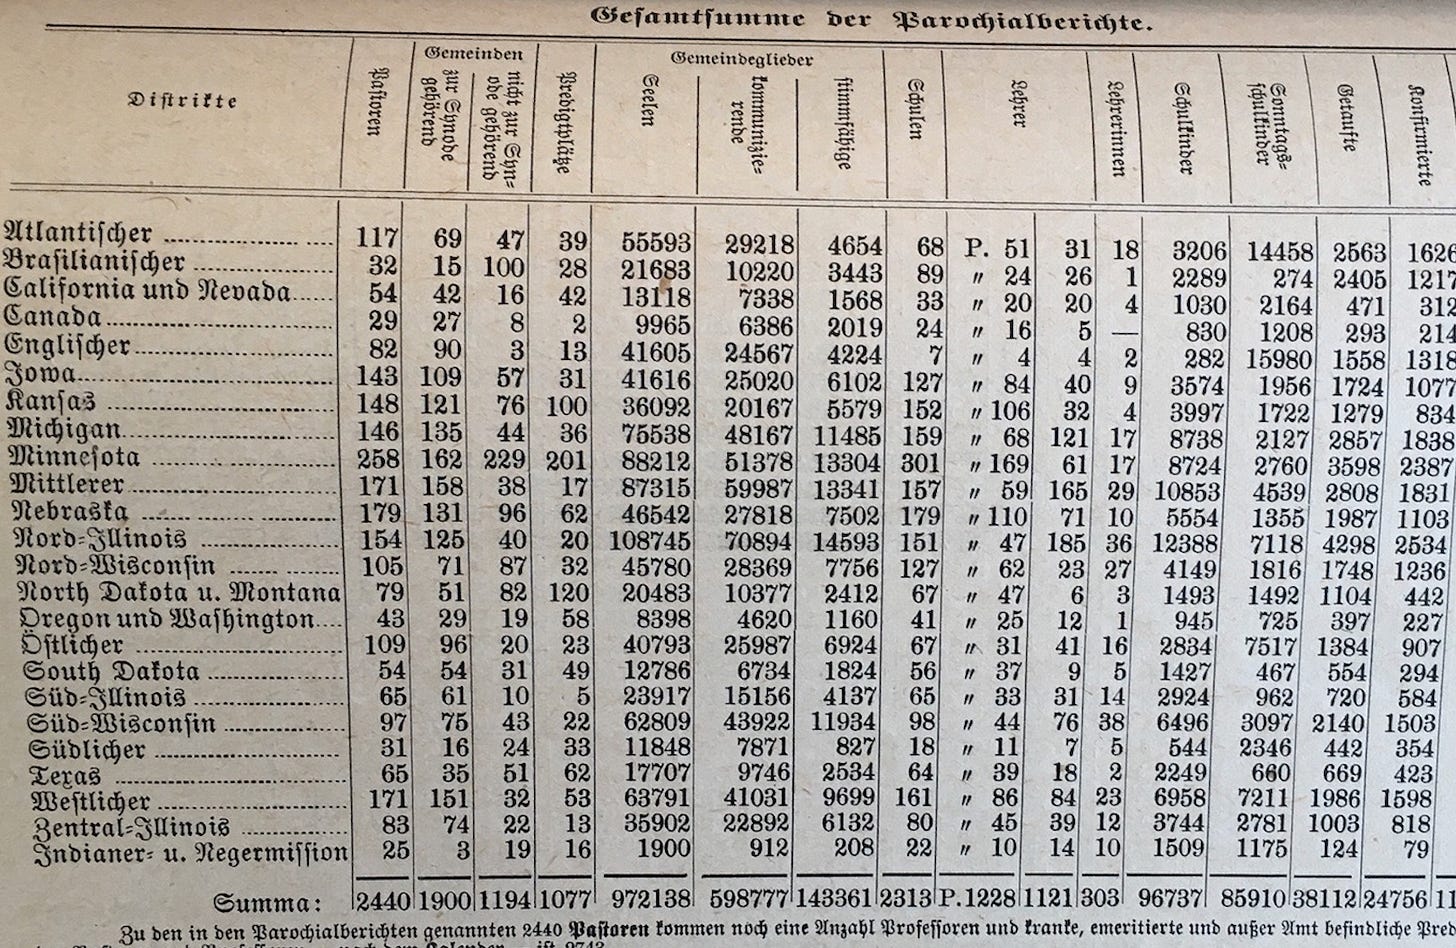 Gesamtsumme der Parochialberichte.
Distrikte Pastoren Gemeinden zur Synode gehörend nicht zur Synode gehörend Predigtplätze Gemeindeglieder Seelen kommunizierende stimmfähige Schulen Lehrer Lehrerinnen Schulkinder Sonntagsschulkinder Getaufte Konfirmierte
Atlantischer 117 69 47 39 55593 29218 4654 68 P. 51 31 18 3206 14458 2563 1626
Brasilianischer 32 15 100 28 21683 10220 3443 89 " 24 26 1 2289 274 2405 1217
California und Nevada 54 42 16 42 13118 7338 1568 33 " 20 20 4 1030 2164 471 312
Canada 29 27 8 2 9965 6386 2019 24 " 16 5 — 830 1208 293 214
Englischer 82 90 3 13 41605 24567 4224 7 " 4 4 2 282 15980 1558 1318
Iowa 143 109 57 31 41616 25020 6102 127 " 84 40 9 3574 1956 1724 1077
Kansas 148 121 76 100 36092 20167 5579 152 " 106 32 4 3997 1722 1279 834
Michigan 146 135 44 36 75538 48167 11485 159 " 68 121 17 8738 2127 2857 1838
Minnesota 258 162 229 201 88212 51378 13304 301 " 169 61 17 8724 2760 3598 2387
Mittlerer 171 158 38 17 87315 59987 13341 157 " 59 165 29 10853 4539 2808 1831
Nebraska 179 131 96 62 46542 27818 7502 179 " 110 71 10 5554 1355 1987 1103
Nord-Illinois 154 125 40 20 108745 70894 14593 151 " 47 185 36 12388 7118 4298 2534
Nord-Wisconsin 105 71 87 32 45780 28369 7756 127 " 62 23 27 4149 1816 1748 1236
North Dakota u. Montana 79 51 82 120 20483 10377 2412 67 " 47 6 3 1493 1492 1104 442
Oregon und Washington 43 29 19 58 8398 4620 1160 41 " 25 12 1 945 725 397 227
Östlicher 109 96 20 23 40793 25987 6924 67 " 31 41 16 2834 7517 1384 907
South Dakota 54 54 31 49 12786 6734 1824 56 " 37 9 5 1427 467 554 294
Süd-Illinois 65 61 10 5 23917 15156 4137 65 " 33 31 14 2924 962 720 584
Süd-Wisconsin 97 75 43 22 62809 43922 11934 98 " 44 76 38 6496 3097 2140 1503
Südlicher 31 16 24 33 11848 7871 827 18 " 11 7 5 544 2346 442 354
Texas 65 35 51 62 17707 9746 2534 64 " 39 18 2 2249 660 669 423
Westlicher 171 151 32 53 63791 41031 9699 161 " 86 84 23 6958 7211 1986 1598
Zentral-Illinois 83 74 22 13 35902 22892 6132 80 " 45 39 12 3744 2781 1003 818
Indianer- u. Negermission 25 3 19 16 1900 912 208 22 " 10 14 10 1509 1175 124 79
Summa: 2440 1900 1194 1077 972138 598777 143361 2313 P. 1228 1121 303 96737 85910 38112 24756 11
Zu den in den Parochialberichten genannten 2440 Pastoren kommen noch eine Anzahl Professoren und kranke, emeritierte und außer Amt befindliche